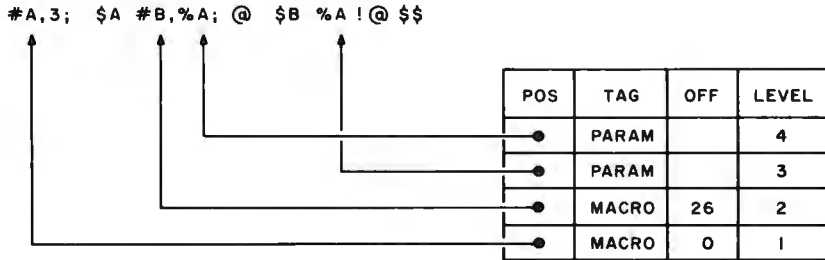 #A,3; $A #B,%A; @ $B %A !@ $$
POS TAG OFF LEVEL
PARAM 4
PARAM 3
MACRO 26 2
MACRO 0 1